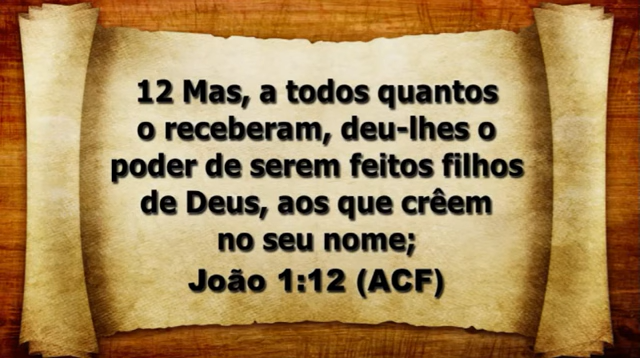 12 Mas, a todos quantos
o receberam, deu-lhes o
poder de serem feitos filhos
de Deus, aos que crêem
no seu nome;
João 1:12 (ACF)